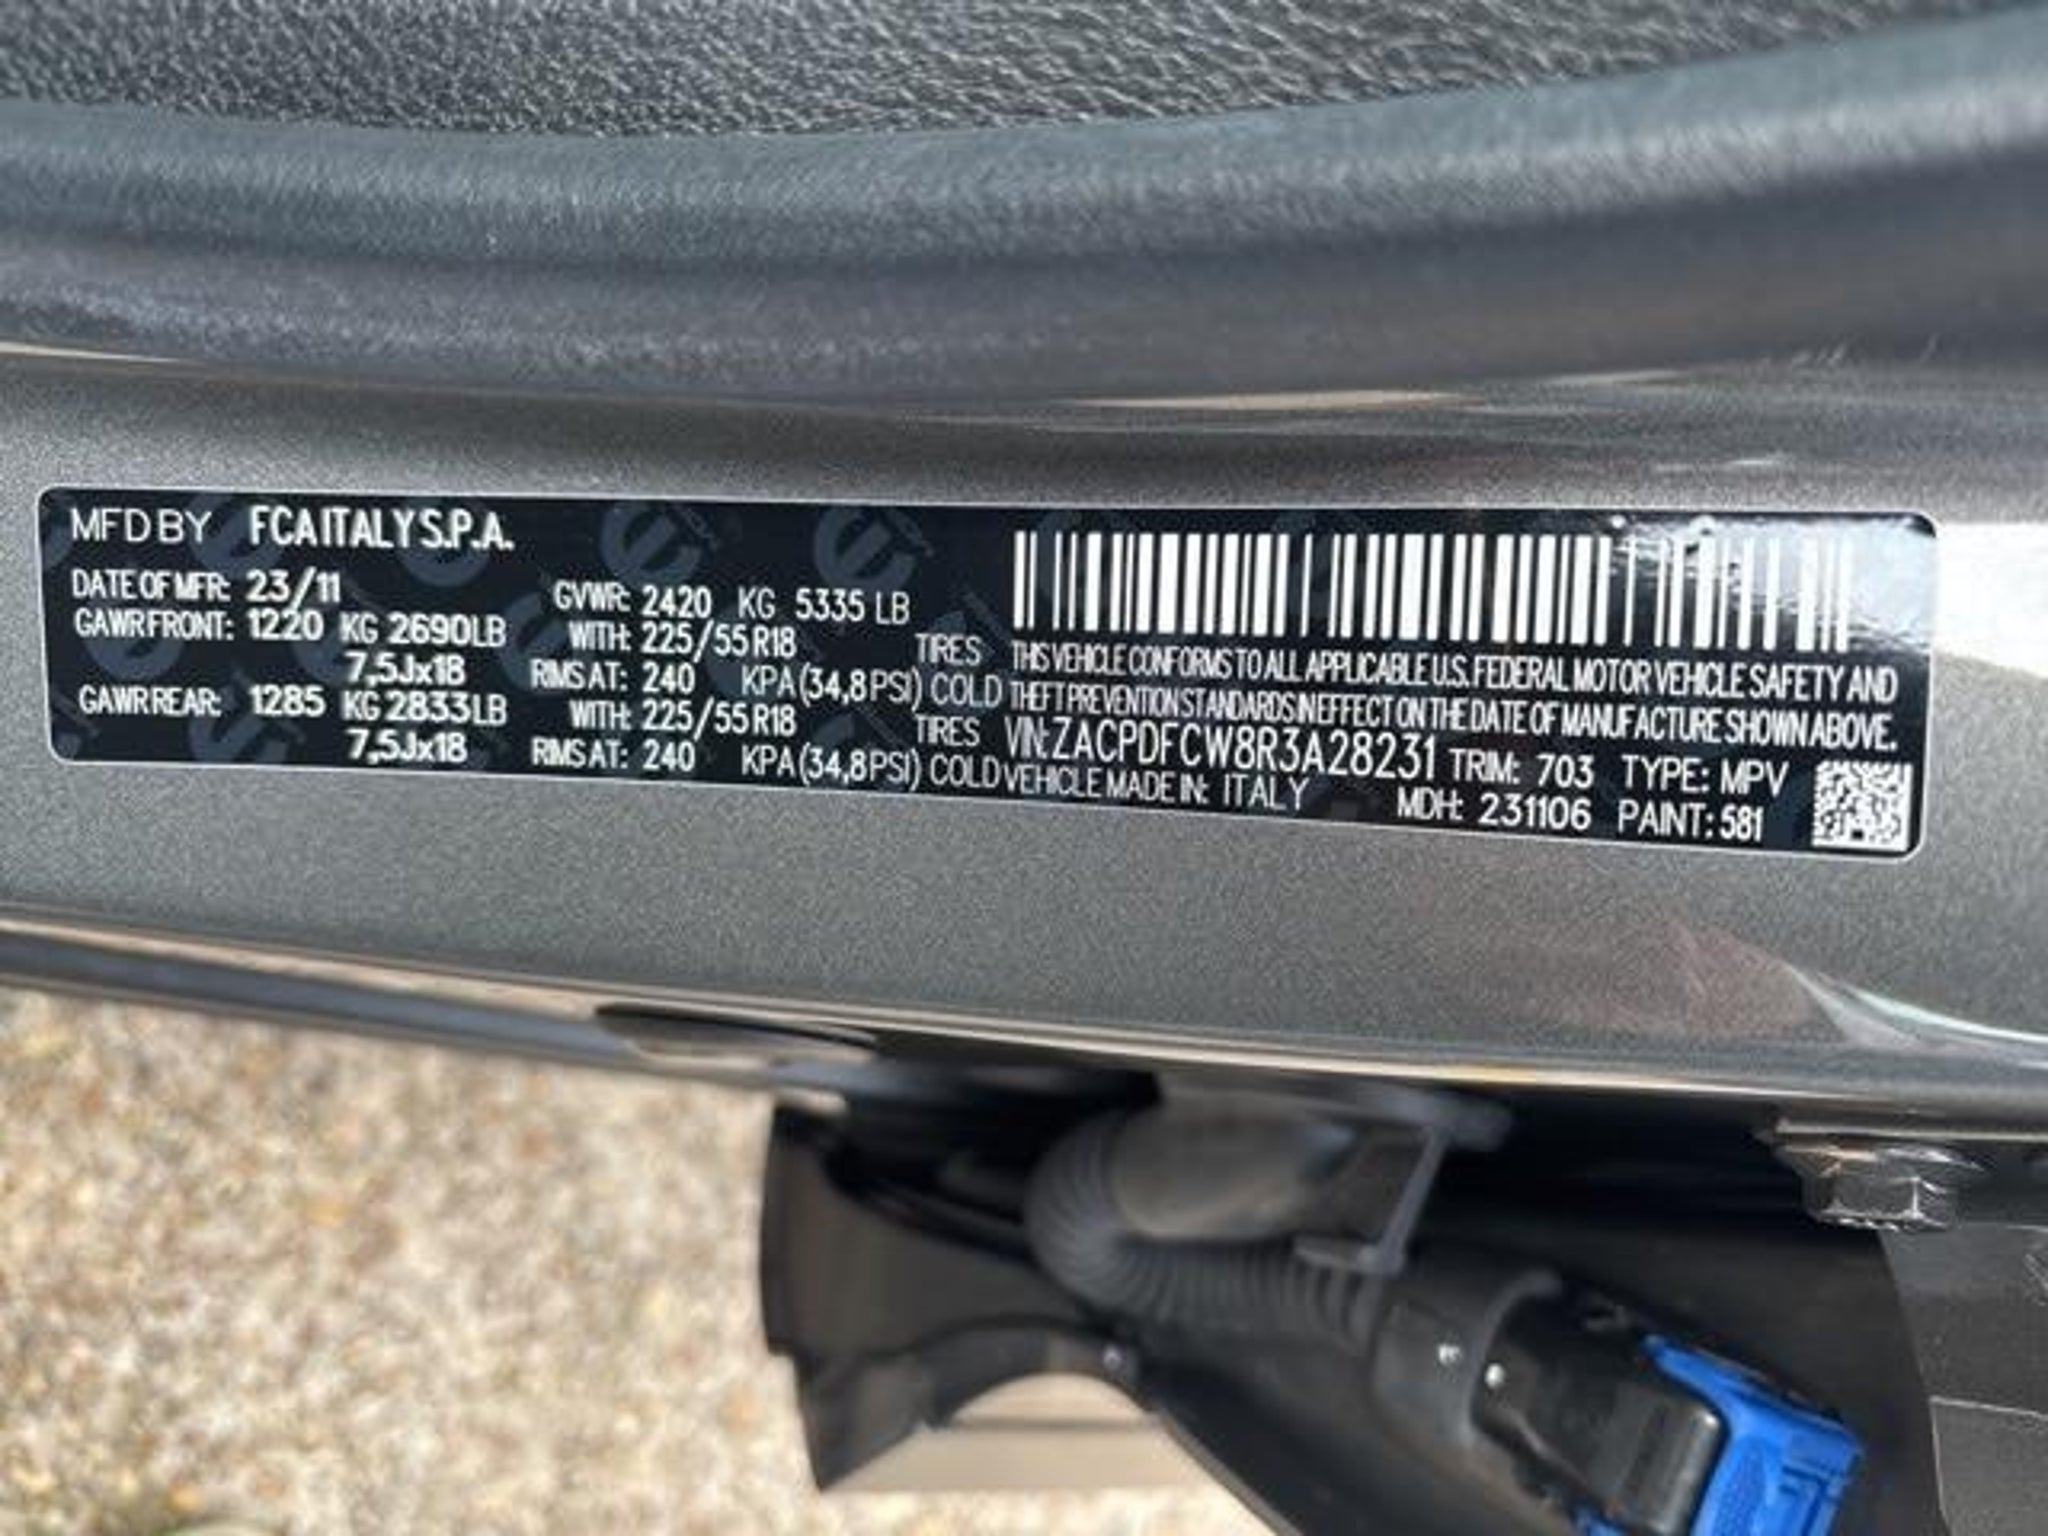 MFD BY FCA ITALY S.P.A.
DATE OF MFR: 23/11 GVWR: 2420 KG 5335 LB
GAWR FRONT: 1220 KG 2690LB WITH: 225/55 R18 TIRES
7,5Jx18 RIMS AT: 240 KPA (34,8 PSI) COLD
GAWR REAR: 1285 KG 2833LB WITH: 225/55 R18 TIRES
7,5Jx18 RIMS AT: 240 KPA (34,8 PSI) COLD
THIS VEHICLE CONFORMS TO ALL APPLICABLE U.S. FEDERAL MOTOR VEHICLE SAFETY AND
THEFT PREVENTION STANDARDS IN EFFECT ON THE DATE OF MANUFACTURE SHOWN ABOVE.
VIN: ZACPDFCW8R3A28231 TRIM: 703 TYPE: MPV
VEHICLE MADE IN: ITALY MDH: 231106 PAINT: 581